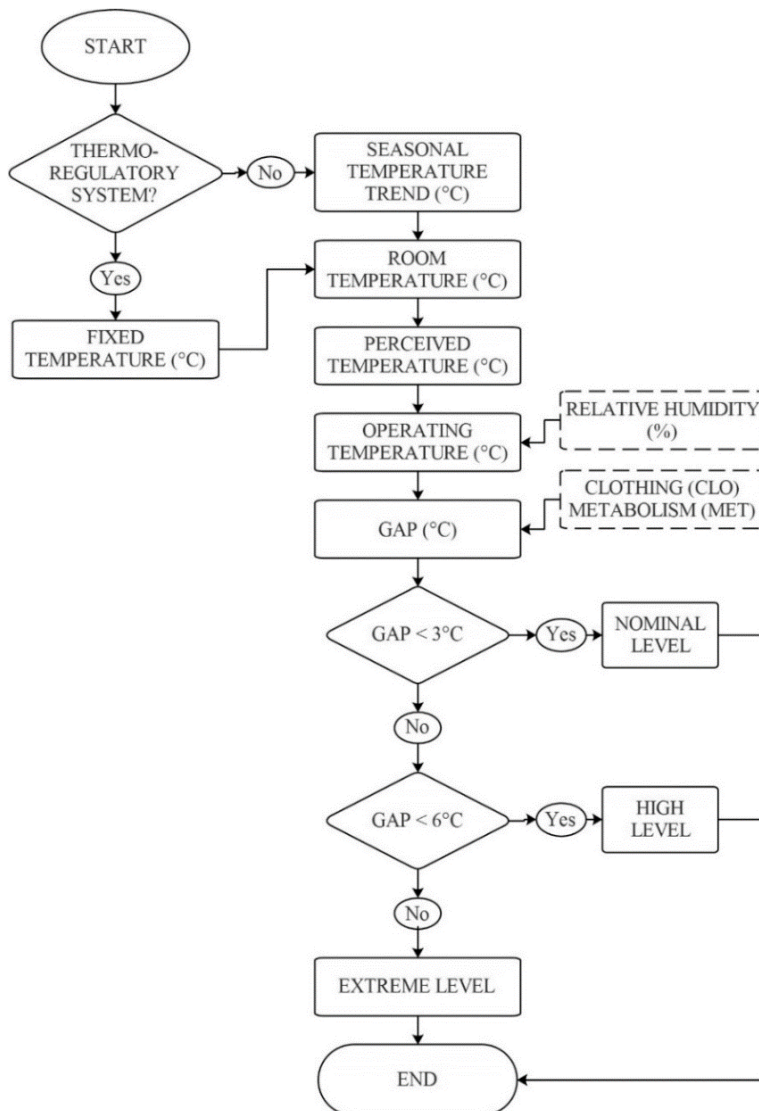 START
THERMO-
REGULATORY
SYSTEM?
No
SEASONAL
TEMPERATURE
TREND (°C)
Yes
ROOM
TEMPERATURE (°C)
FIXED
TEMPERATURE (°C)
PERCEIVED
TEMPERATURE (°C)
OPERATING
TEMPERATURE (°C)
RELATIVE HUMIDITY
(%)
GAP (°C)
CLOTHING (CLO)
METABOLISM (MET)
GAP < 3°C
Yes
NOMINAL
LEVEL
No
GAP < 6°C
Yes
HIGH
LEVEL
No
EXTREME LEVEL
END